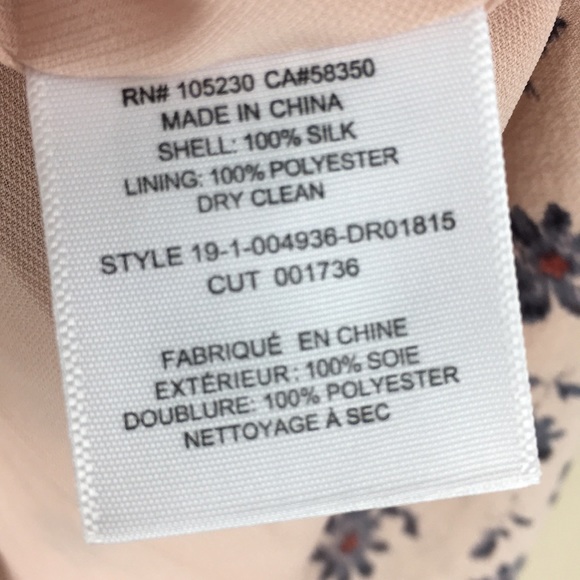 RN# 105230 CA#58350
MADE IN CHINA
SHELL: 100% SILK
LINING: 100% POLYESTER
DRY CLEAN
STYLE 19-1-004936-DR01815
CUT 001736
FABRIQUÉ EN CHINE
EXTÉRIEUR: 100% SOIE
DOUBLURE: 100% POLYESTER
NETTOYAGE À SEC